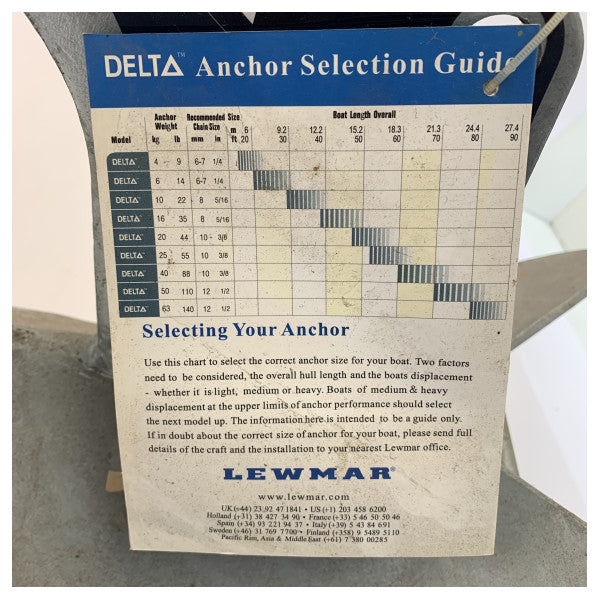 DELTA™ Anchor Selection Guide
Boat Length Overall
Anchor Weight Recommended Size Chain Size
m 6 9.2 12.2 15.2 18.3 21.3 24.4 27.4
Model kg lb mm in ft 20 30 40 50 60 70 80 90
DELTA 4 9 6-7 1/4
DELTA 6 14 6-7 1/4
DELTA 10 22 8 5/16
DELTA 16 35 8 5/16
DELTA 20 44 10 3/8
DELTA 25 55 10 3/8
DELTA 40 88 10 3/8
DELTA 50 110 12 1/2
DELTA 63 140 12 1/2
Selecting Your Anchor
Use this chart to select the correct anchor size for your boat. Two factors
need to be considered, the overall hull length and the boats displacement
- whether it is light, medium or heavy. Boats of medium & heavy
displacement at the upper limits of anchor performance should select
the next model up. The information here is intended to be a guide only.
If in doubt about the correct size of anchor for your boat, please send full
details of the craft and the installation to your nearest Lewmar office.
LEWMAR®
www.lewmar.com
UK(+44) 23 92 47 1841 • US (+1) 203 458 6200
Holland (+31) 38 427 34 90 • France (+33) 5 46 50 50 46
Spain (+34) 93 221 94 37 • Italy (+39) 5 43 84 691
Sweden (+46) 31 769 7700 • Finland (+358) 9 5489 5110
Pacific Rim, Asia & Middle East (+61) 7 380 00285